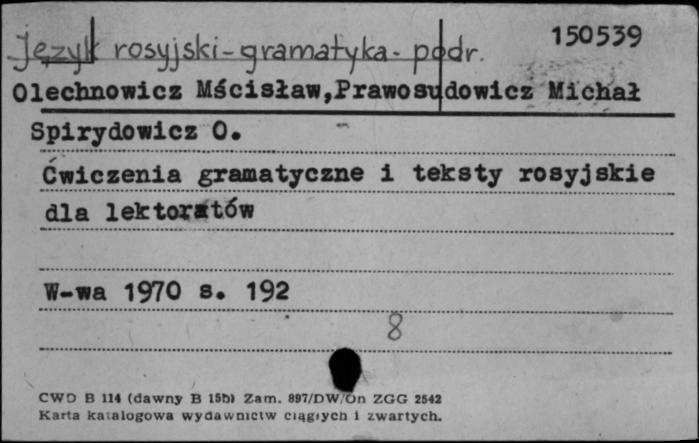 150539
Język rosyjski-gramatyka- podr.
Olechnowicz Mścisław,Prawosudowicz Michał
Spirydowicz O.
Ćwiczenia gramatyczne i teksty rosyjskie
dla lektoratów
W-wa 1970 s. 192
8
CWD B 114 (dawny B 15b) Zam. 897/DW/On ZGG 2542
Karta katalogowa wydawnictw ciągłych i zwartych.